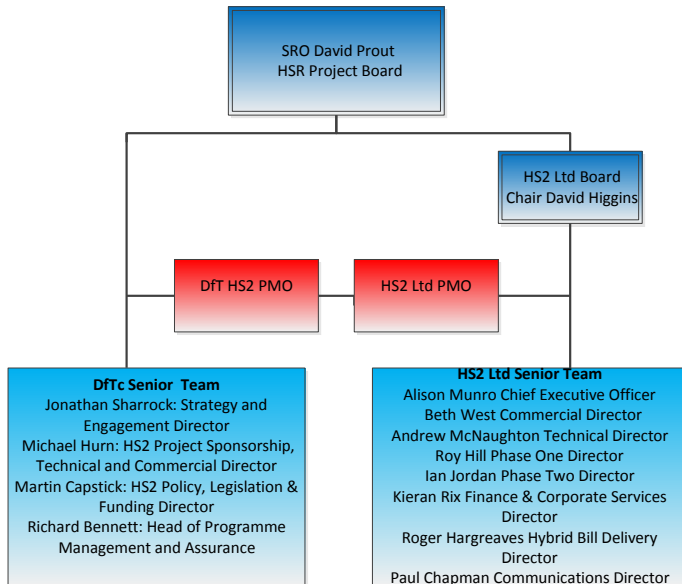 SRO David Prout
HSR Project Board
HS2 Ltd Board
Chair David Higgins
DfT HS2 PMO
HS2 Ltd PMO
DfTc Senior Team
Jonathan Sharrock: Strategy and
Engagement Director
Michael Hurn: HS2 Project Sponsorship,
Technical and Commercial Director
Martin Capstick: HS2 Policy, Legislation &
Funding Director
Richard Bennett: Head of Programme
Management and Assurance
HS2 Ltd Senior Team
Alison Munro Chief Executive Officer
Beth West Commercial Director
Andrew McNaughton Technical Director
Roy Hill Phase One Director
Ian Jordan Phase Two Director
Kieran Rix Finance & Corporate Services
Director
Roger Hargreaves Hybrid Bill Delivery
Director
Paul Chapman Communications Director